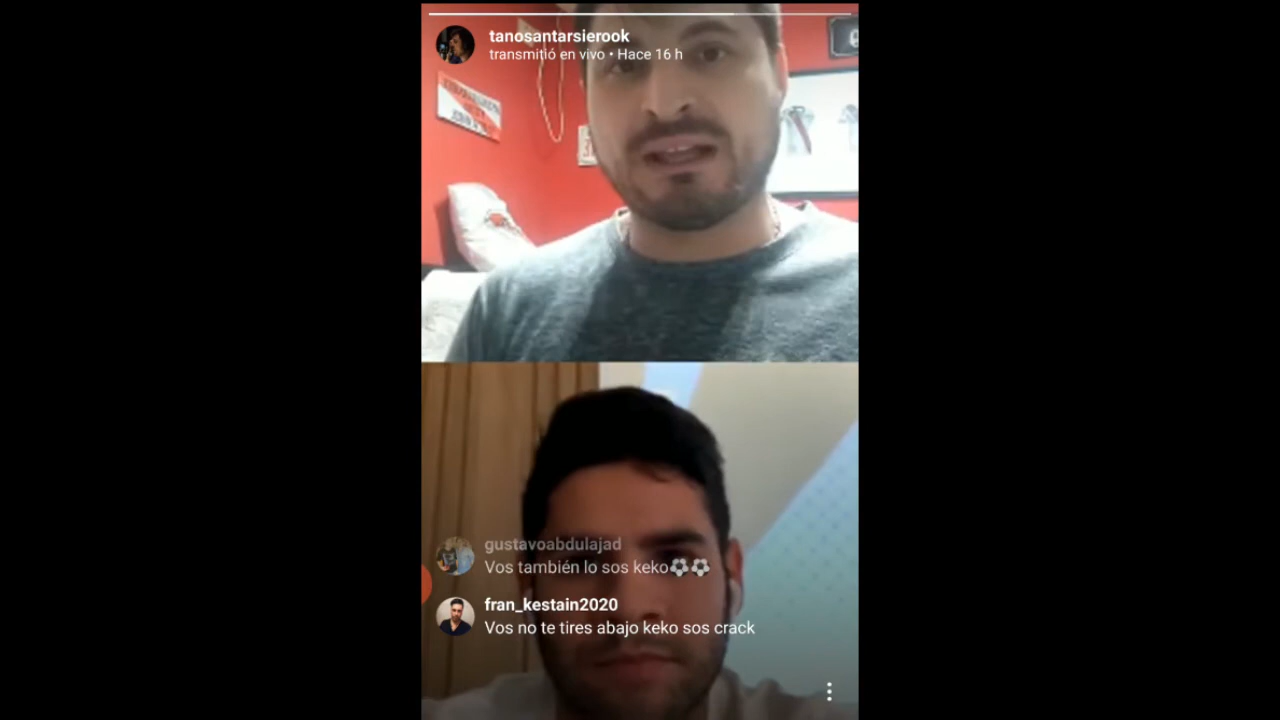 tanosantarsierook
transmitió en vivo • Hace 16 h
gustavoabdulajad
Vos también lo sos keko⚽⚽
fran_kestain2020
Vos no te tires abajo keko sos crack